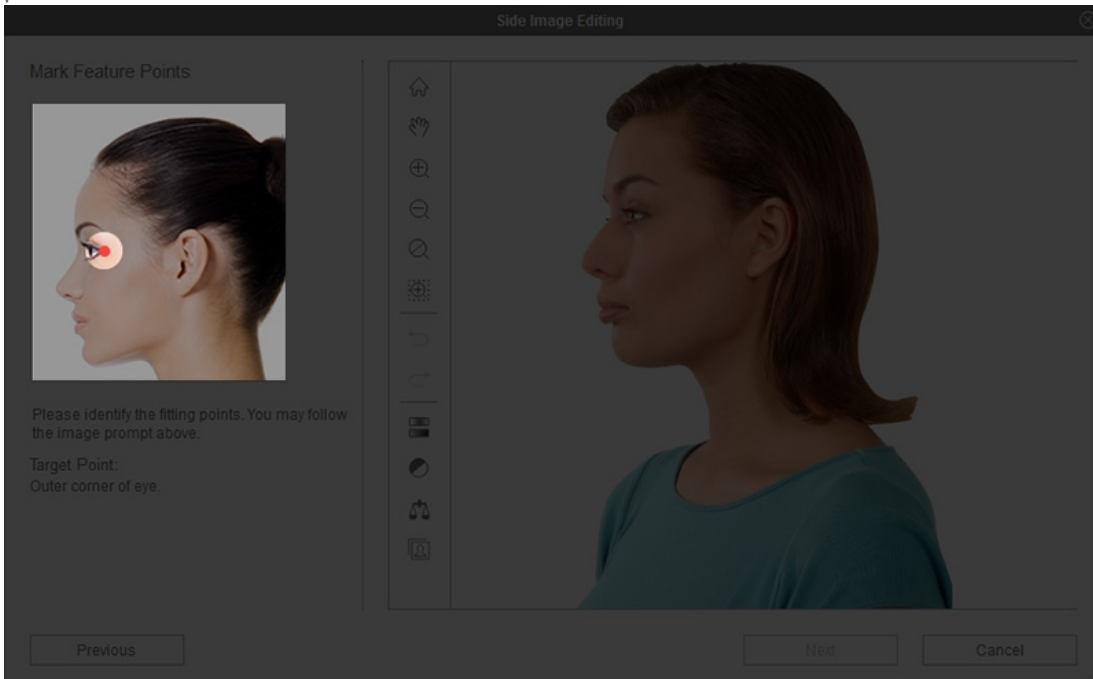 Side Image Editing
Mark Feature Points
Please identify the fitting points. You may follow
the image prompt above.
Target Point:
Outer corner of eye.
Previous
Next
Cancel